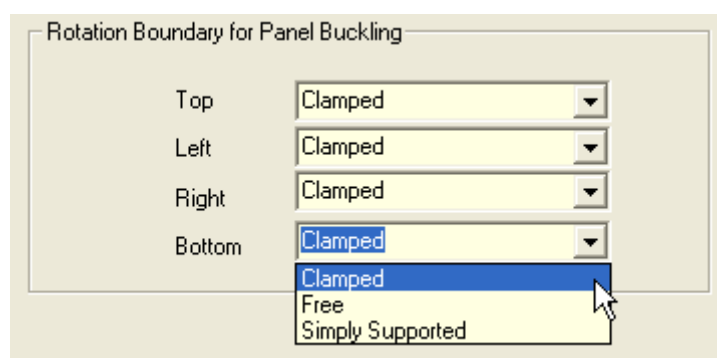 Rotation Boundary for Panel Buckling
Top Clamped
Left Clamped
Right Clamped
Bottom Clamped
Clamped
Free
Simply Supported